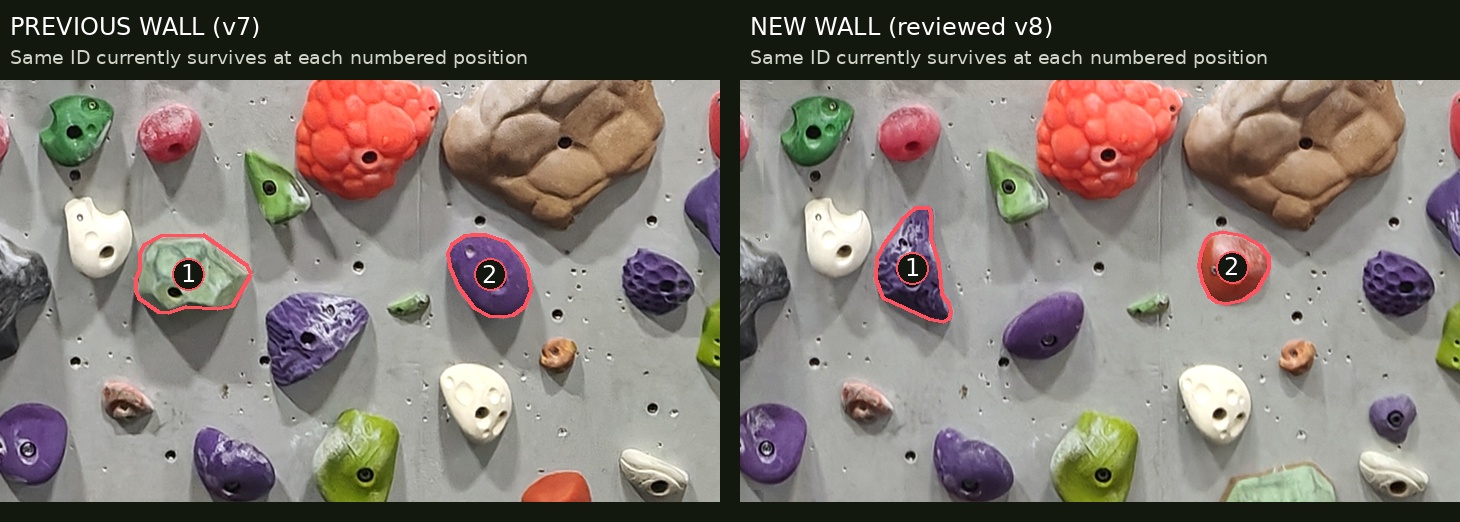 PREVIOUS WALL (v7)
Same ID currently survives at each numbered position
1
2
NEW WALL (reviewed v8)
Same ID currently survives at each numbered position
1
2